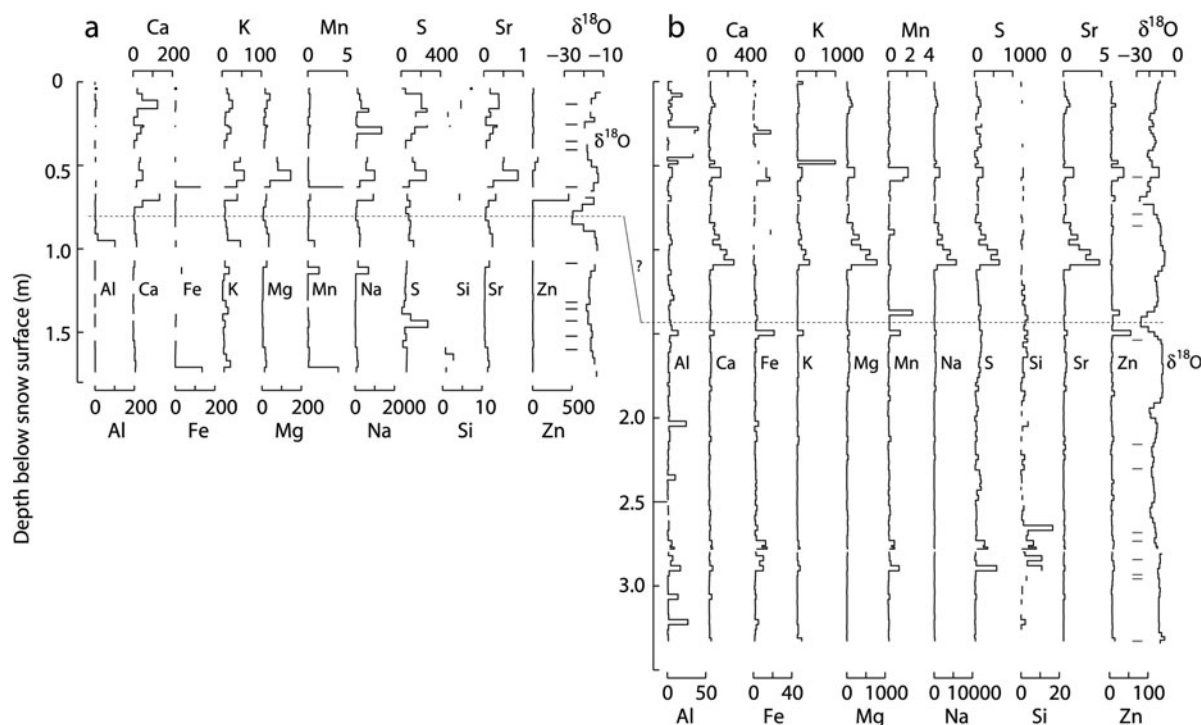 a Ca K Mn S Sr δ18O b Ca K Mn S Sr δ18O
0 200 0 100 0 5 0 400 0 1 −30 −10 0 400 0 1000 0 2 4 0 1000 0 5 −30 0
0
δ18O
0.5
1.0
?
Al Ca Fe K Mg Mn Na S Si Sr Zn
1.5
Al Ca Fe K Mg Mn Na S Si Sr Zn δ18O
0 200 0 200 0 200 0 2000 0 10 0 500
Al Fe Mg Na Si Zn
2.0
2.5
3.0
0 50 0 40 0 1000 0 10000 0 20 0 100
Al Fe Mg Na Si Zn
Depth below snow surface (m)